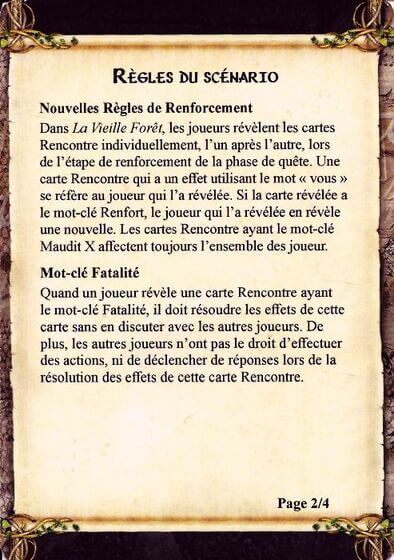 Règles du scénario
Nouvelles Règles de Renforcement
Dans La Vieille Forêt, les joueurs révèlent les cartes
Rencontre individuellement, l'un après l'autre, lors
de l'étape de renforcement de la phase de quête. Une
carte Rencontre qui a un effet utilisant le mot « vous »
se réfère au joueur qui l'a révélée. Si la carte révélée a
le mot-clé Renfort, le joueur qui l'a révélée en révèle
une nouvelle. Les cartes Rencontre ayant le mot-clé
Maudit X affectent toujours l'ensemble des joueur.
Mot-clé Fatalité
Quand un joueur révèle une carte Rencontre ayant
le mot-clé Fatalité, il doit résoudre les effets de cette
carte sans en discuter avec les autres joueurs. De
plus, les autres joueurs n'ont pas le droit d'effectuer
des actions, ni de déclencher de réponses lors de la
résolution des effets de cette carte Rencontre.
Page 2/4